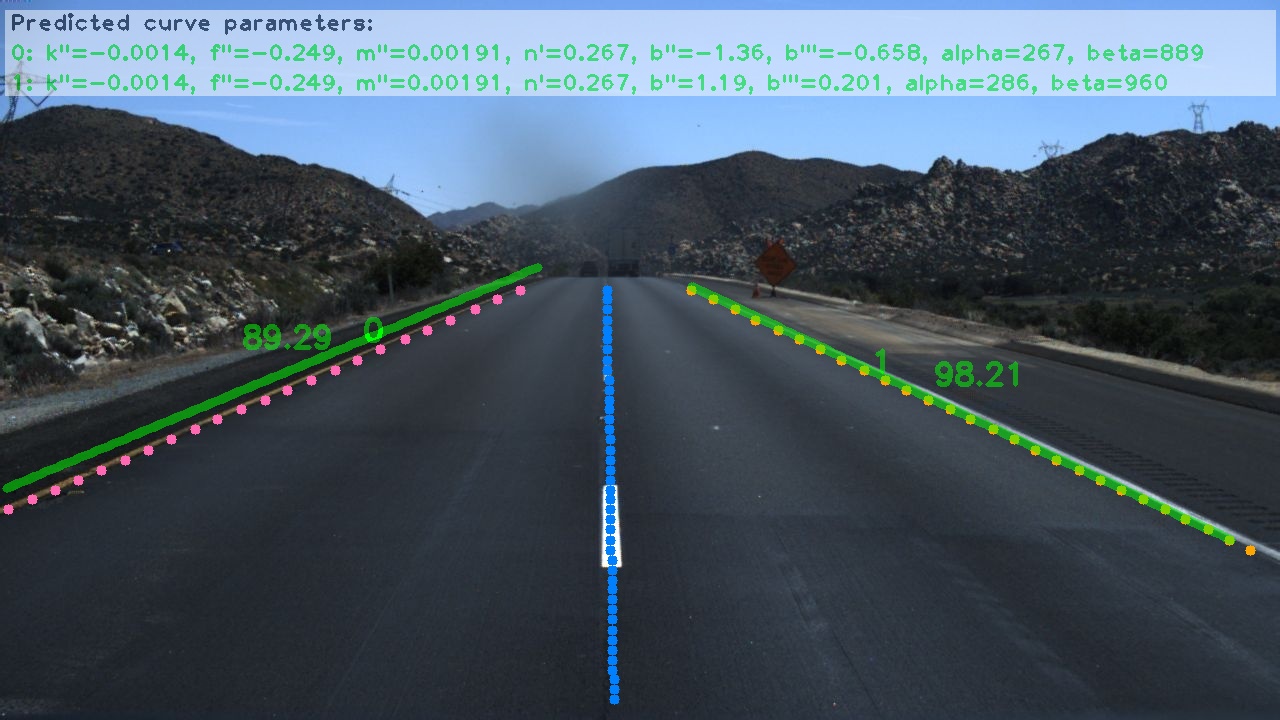 Predicted curve parameters:
0: k''=-0.0014, f''=-0.249, m''=0.00191, n'=0.267, b''=-1.36, b'''=-0.658, alpha=267, beta=889
1: k''=-0.0014, f''=-0.249, m''=0.00191, n'=0.267, b''=1.19, b'''=0.201, alpha=286, beta=960
89.29 0
1 98.21